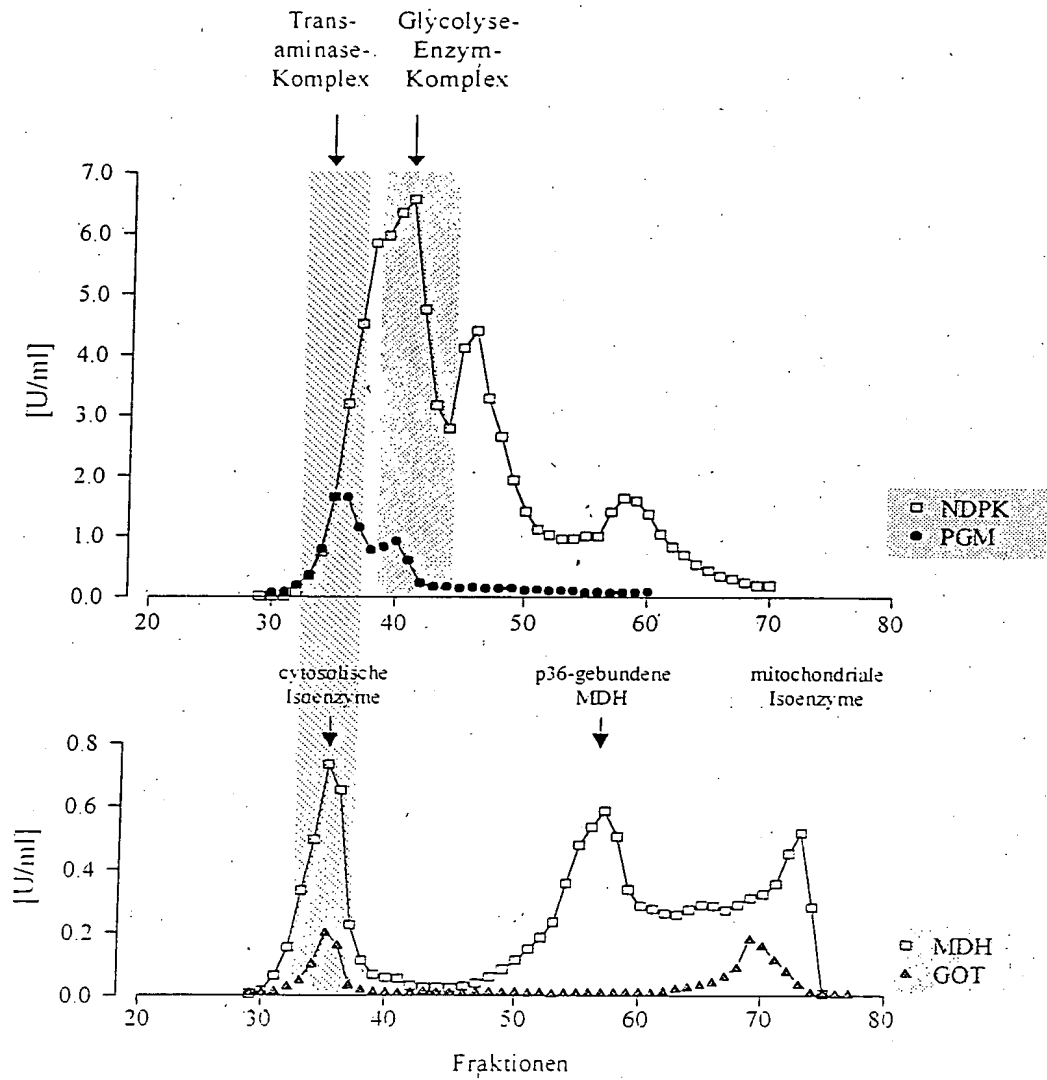 Trans-
aminase-
Komplex
Glycolyse-
Enzym-
Komplex
7.0
6.0
5.0
4.0
3.0
2.0
1.0
0.0
[U/ml]
20 30 40 50 60 70 80
NDPK
PGM
cytosolische
Isoenzyme
p36-gebundene
MDH
mitochondriale
Isoenzyme
0.8
0.6
0.4
0.2
0.0
[U/ml]
20 30 40 50 60 70 80
MDH
GOT
Fraktionen